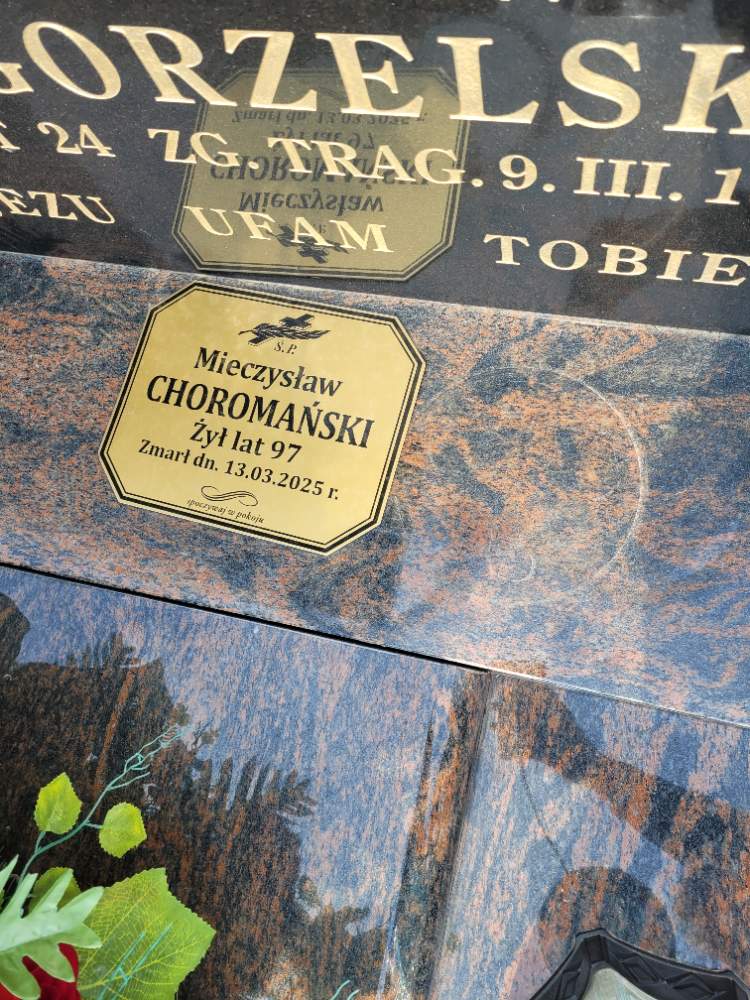 GORZELSK
24 ZG. TRAG. 9. III. 1
JEZU UFAM TOBIE
Ś.P.
Mieczysław
CHOROMAŃSKI
Żył lat 97
Zmarł dn. 13.03.2025 r.
spoczywaj w pokoju